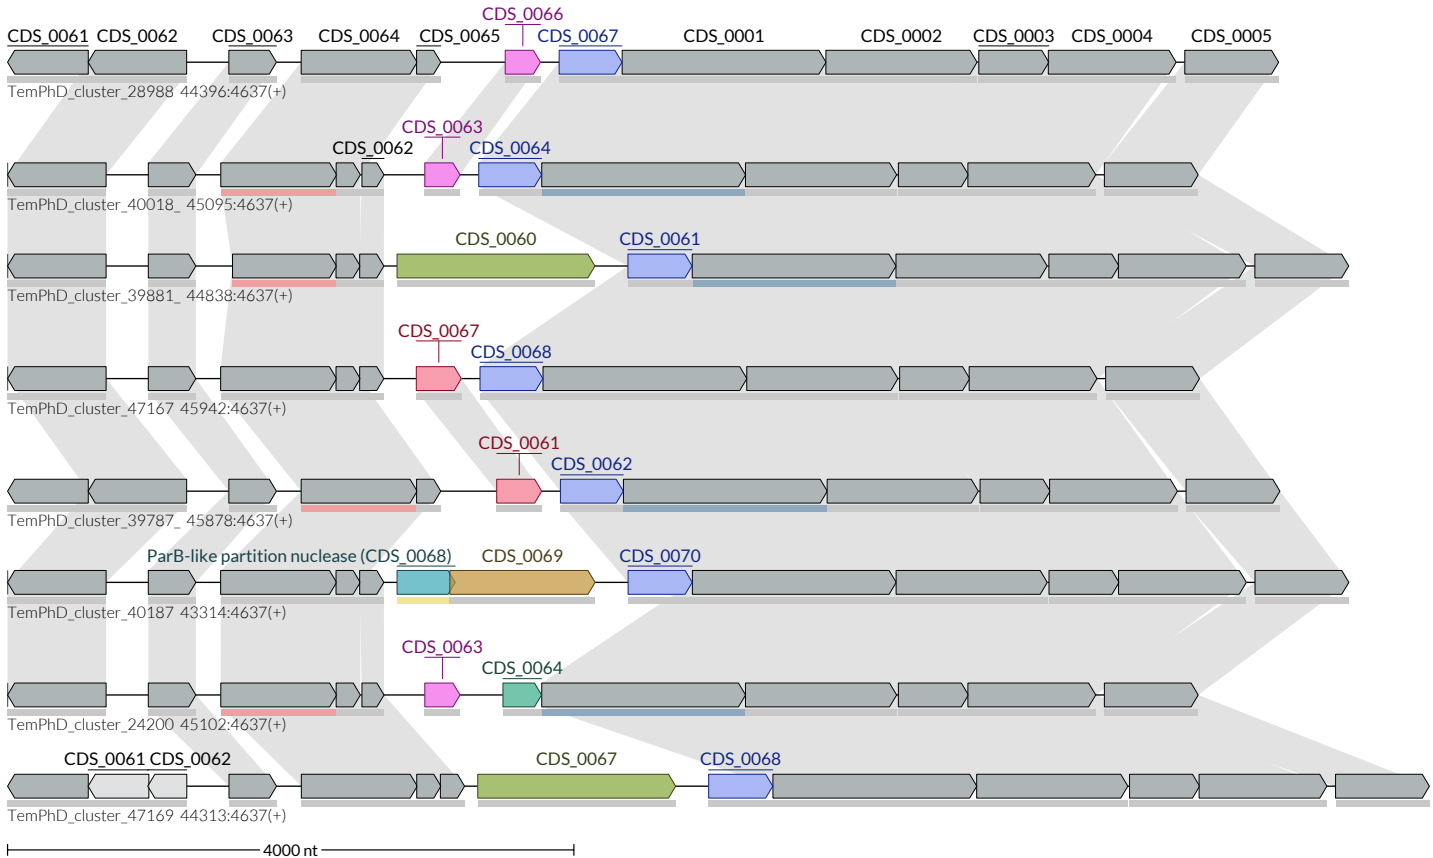 CDS_0066
CDS_0061 CDS_0062 CDS_0063 CDS_0064 CDS_0065 CDS_0067 CDS_0001 CDS_0002 CDS_0003 CDS_0004 CDS_0005
TemPhD_cluster_28988 44396:4637(+)
CDS_0063
CDS_0062 CDS_0064
TemPhD_cluster_40018_ 45095:4637(+)
CDS_0060 CDS_0061
TemPhD_cluster_39881_ 44838:4637(+)
CDS_0067
CDS_0068
TemPhD_cluster_47167 45942:4637(+)
CDS_0061
CDS_0062
TemPhD_cluster_39787_ 45878:4637(+)
ParB-like partition nuclease (CDS_0068) CDS_0069 CDS_0070
TemPhD_cluster_40187 43314:4637(+)
CDS_0063
CDS_0064
TemPhD_cluster_24200 45102:4637(+)
CDS_0061 CDS_0062 CDS_0067 CDS_0068
TemPhD_cluster_47169 44313:4637(+)
4000 nt